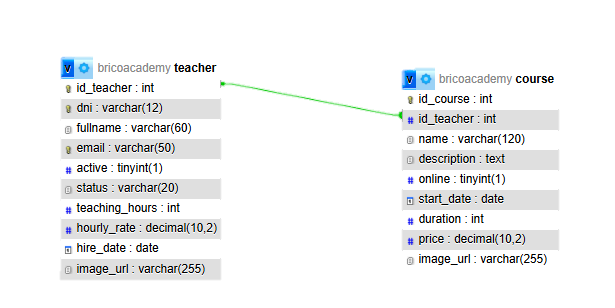 bricoacademy teacher
id_teacher : int
dni : varchar(12)
fullname : varchar(60)
email : varchar(50)
active : tinyint(1)
status : varchar(20)
teaching_hours : int
hourly_rate : decimal(10,2)
hire_date : date
image_url : varchar(255)
bricoacademy course
id_course : int
id_teacher : int
name : varchar(120)
description : text
online : tinyint(1)
start_date : date
duration : int
price : decimal(10,2)
image_url : varchar(255)